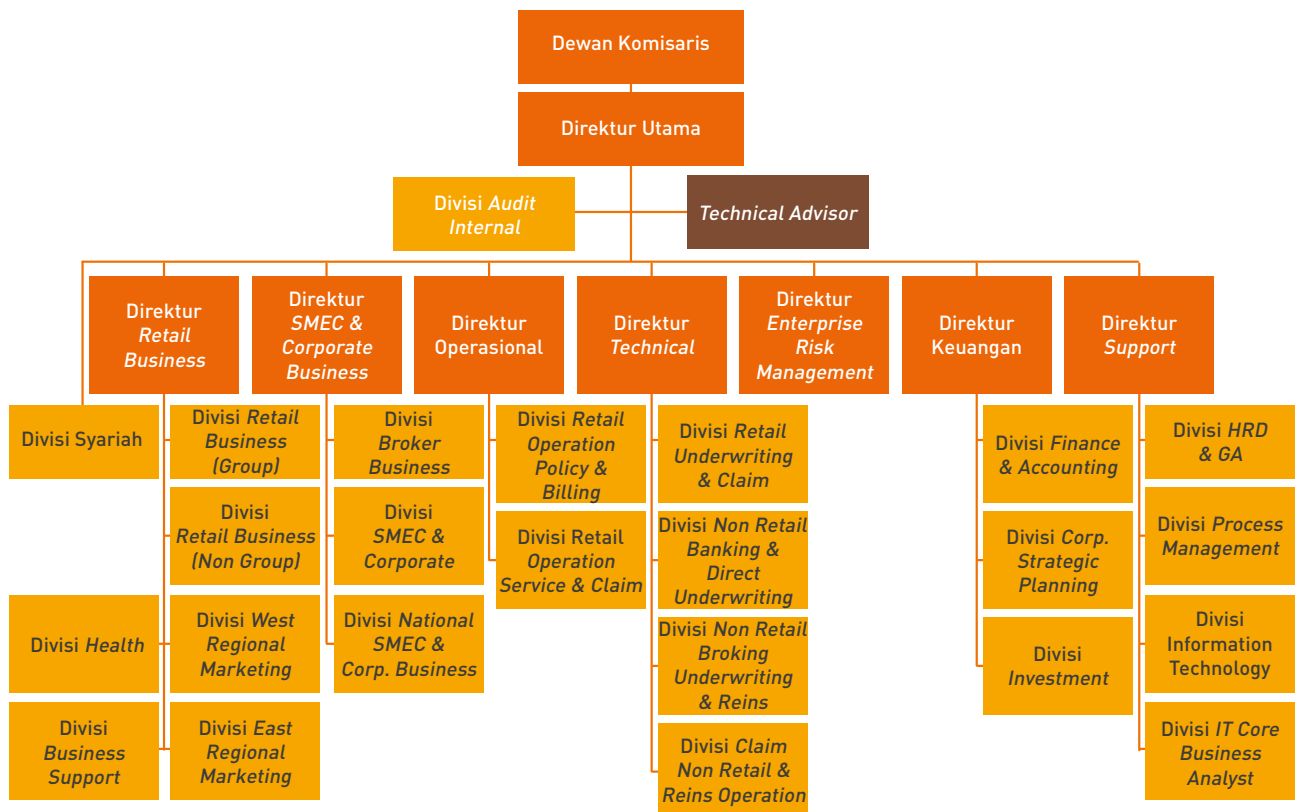 Dewan Komisaris
Direktur Utama
Divisi Audit
Internal
Technical Advisor
Direktur
Retail
Business
Direktur
SMEC &
Corporate
Business
Direktur
Operasional
Direktur
Technical
Direktur
Enterprise
Risk
Management
Direktur
Keuangan
Direktur
Support
Divisi Syariah
Divisi Retail
Business
(Group)
Divisi
Broker
Business
Divisi Retail
Operation
Policy &
Billing
Divisi Retail
Underwriting
& Claim
Divisi Finance
& Accounting
Divisi HRD
& GA
Divisi
Retail Business
(Non Group)
Divisi
SMEC &
Corporate
Divisi Retail
Operation
Service & Claim
Divisi Non Retail
Banking &
Direct
Underwriting
Divisi Corp.
Strategic
Planning
Divisi Process
Management
Divisi Health
Divisi West
Regional
Marketing
Divisi National
SMEC &
Corp. Business
Divisi Non Retail
Broking
Underwriting
& Reins
Divisi
Investment
Divisi
Information
Technology
Divisi
Business
Support
Divisi East
Regional
Marketing
Divisi Claim
Non Retail &
Reins Operation
Divisi IT Core
Business
Analyst